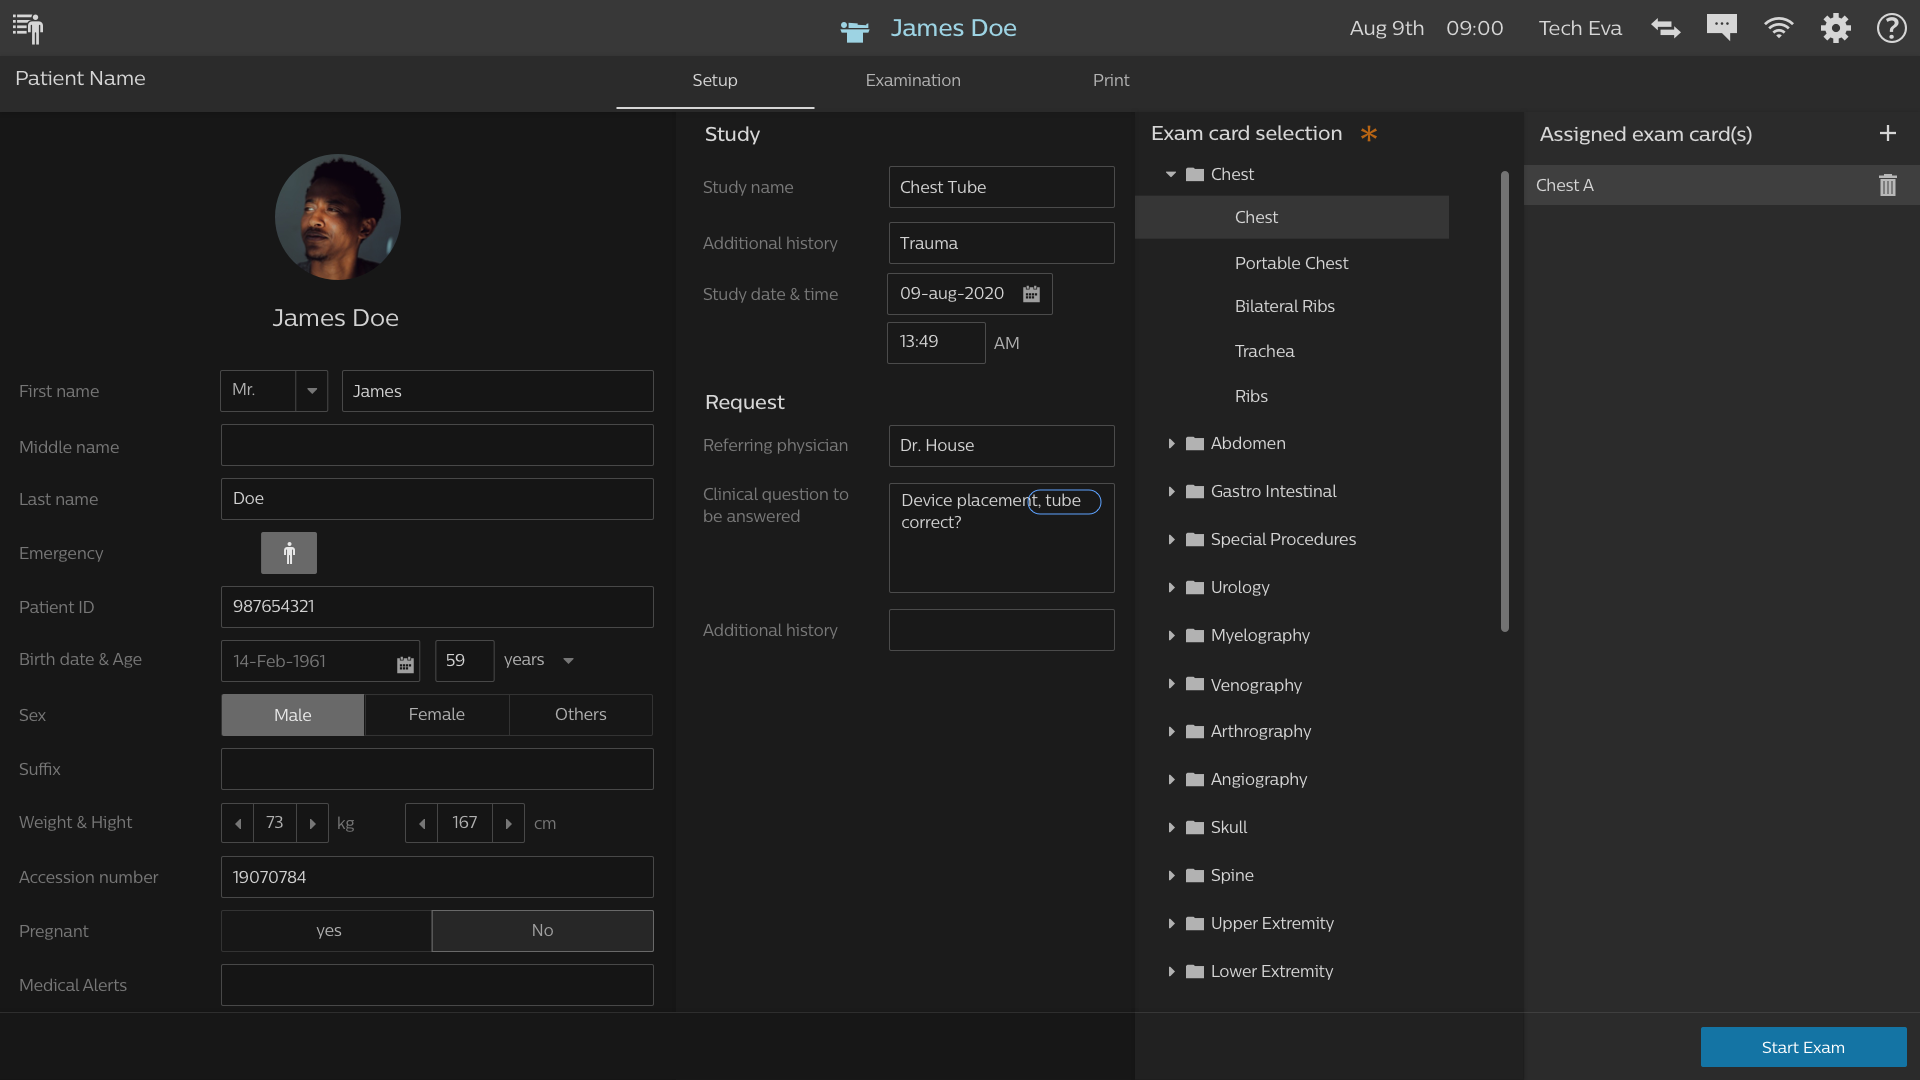 James Doe
Aug 9th 09:00 Tech Eva
Patient Name
Setup Examination Print
James Doe
First name Mr. James
Middle name
Last name Doe
Emergency
Patient ID 987654321
Birth date & Age 14-Feb-1961 59 years
Sex Male Female Others
Suffix
Weight & Hight 73 kg 167 cm
Accession number 19070784
Pregnant yes No
Medical Alerts
Study
Study name Chest Tube
Additional history Trauma
Study date & time 09-aug-2020
13:49 AM
Request
Referring physician Dr. House
Clinical question to
be answered
Device placement, tube
correct?
Additional history
Exam card selection *
Chest
Chest
Portable Chest
Bilateral Ribs
Trachea
Ribs
Abdomen
Gastro Intestinal
Special Procedures
Urology
Myelography
Venography
Arthrography
Angiography
Skull
Spine
Upper Extremity
Lower Extremity
Assigned exam card(s) +
Chest A
Start Exam